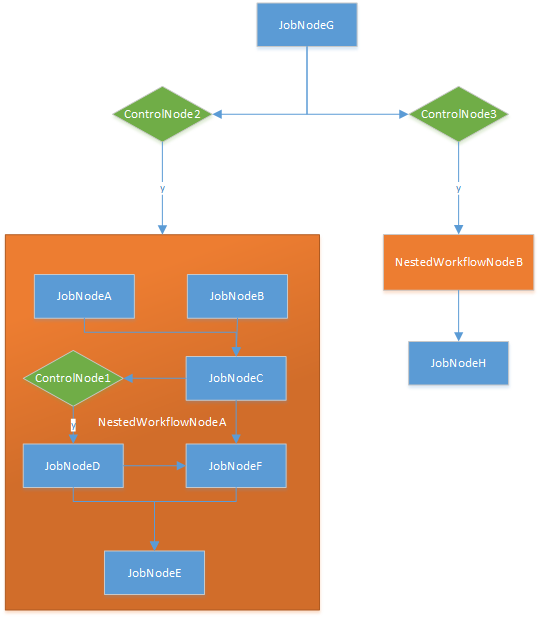 JobNodeG
ControlNode2
ControlNode3
y
y
NestedWorkflowNodeB
JobNodeA
JobNodeB
JobNodeH
ControlNode1
JobNodeC
y
NestedWorkflowNodeA
JobNodeD
JobNodeF
JobNodeE